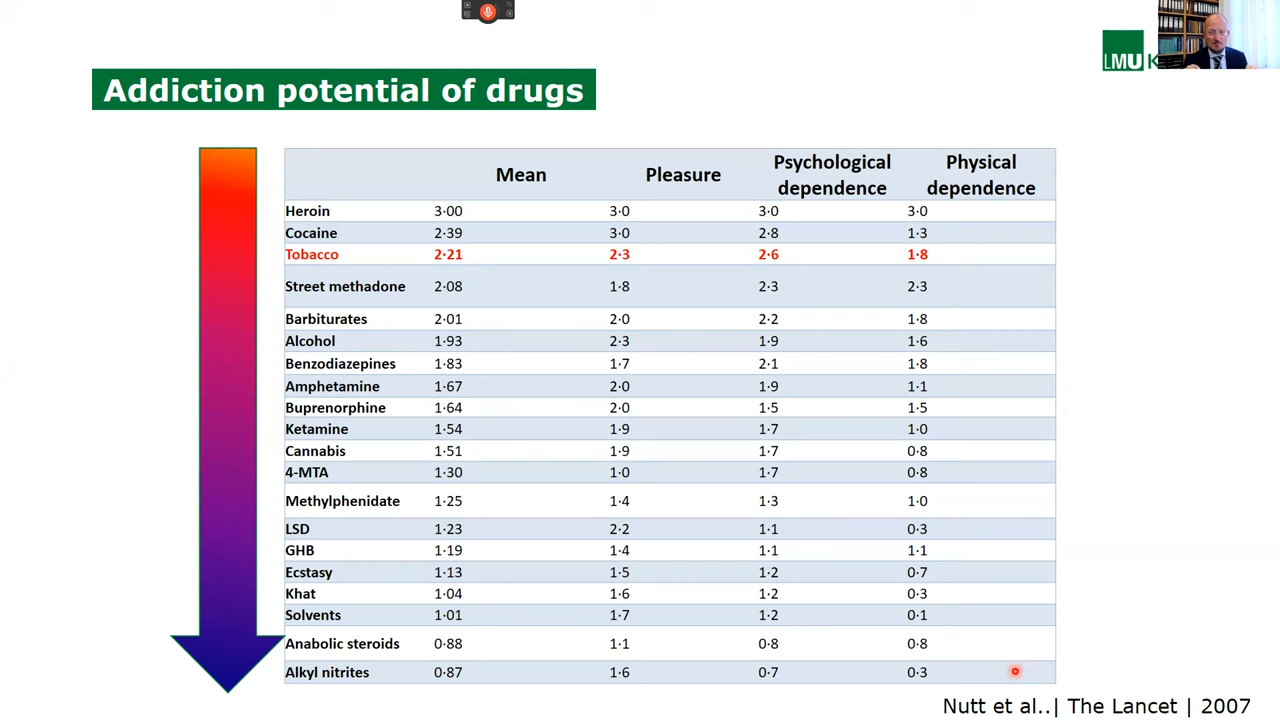 LMU K
Addiction potential of drugs
Mean Pleasure Psychological dependence Physical dependence
Heroin 3·00 3·0 3·0 3·0
Cocaine 2·39 3·0 2·8 1·3
Tobacco 2·21 2·3 2·6 1·8
Street methadone 2·08 1·8 2·3 2·3
Barbiturates 2·01 2·0 2·2 1·8
Alcohol 1·93 2·3 1·9 1·6
Benzodiazepines 1·83 1·7 2·1 1·8
Amphetamine 1·67 2·0 1·9 1·1
Buprenorphine 1·64 2·0 1·5 1·5
Ketamine 1·54 1·9 1·7 1·0
Cannabis 1·51 1·9 1·7 0·8
4-MTA 1·30 1·0 1·7 0·8
Methylphenidate 1·25 1·4 1·3 1·0
LSD 1·23 2·2 1·1 0·3
GHB 1·19 1·4 1·1 1·1
Ecstasy 1·13 1·5 1·2 0·7
Khat 1·04 1·6 1·2 0·3
Solvents 1·01 1·7 1·2 0·1
Anabolic steroids 0·88 1·1 0·8 0·8
Alkyl nitrites 0·87 1·6 0·7 0·3
Nutt et al..| The Lancet | 2007